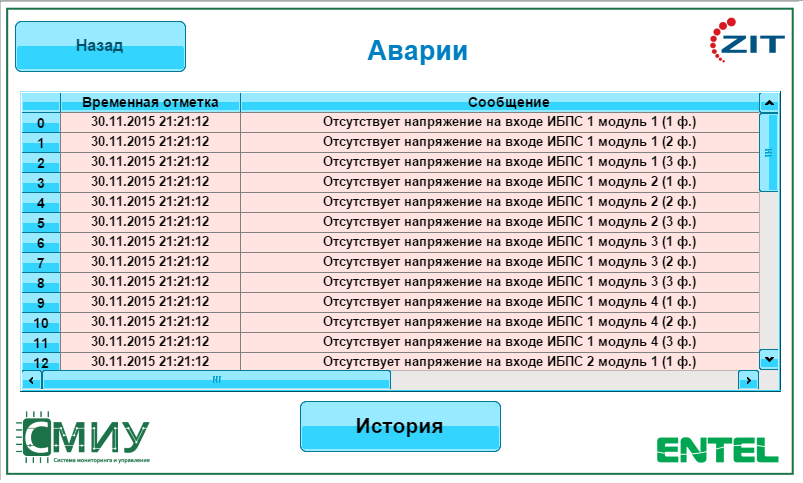 Назад
Аварии
ZIT
Временная отметка Сообщение
0 30.11.2015 21:21:12 Отсутствует напряжение на входе ИБПС 1 модуль 1 (1 ф.)
1 30.11.2015 21:21:12 Отсутствует напряжение на входе ИБПС 1 модуль 1 (2 ф.)
2 30.11.2015 21:21:12 Отсутствует напряжение на входе ИБПС 1 модуль 1 (3 ф.)
3 30.11.2015 21:21:12 Отсутствует напряжение на входе ИБПС 1 модуль 2 (1 ф.)
4 30.11.2015 21:21:12 Отсутствует напряжение на входе ИБПС 1 модуль 2 (2 ф.)
5 30.11.2015 21:21:12 Отсутствует напряжение на входе ИБПС 1 модуль 2 (3 ф.)
6 30.11.2015 21:21:12 Отсутствует напряжение на входе ИБПС 1 модуль 3 (1 ф.)
7 30.11.2015 21:21:12 Отсутствует напряжение на входе ИБПС 1 модуль 3 (2 ф.)
8 30.11.2015 21:21:12 Отсутствует напряжение на входе ИБПС 1 модуль 3 (3 ф.)
9 30.11.2015 21:21:12 Отсутствует напряжение на входе ИБПС 1 модуль 4 (1 ф.)
10 30.11.2015 21:21:12 Отсутствует напряжение на входе ИБПС 1 модуль 4 (2 ф.)
11 30.11.2015 21:21:12 Отсутствует напряжение на входе ИБПС 1 модуль 4 (3 ф.)
12 30.11.2015 21:21:12 Отсутствует напряжение на входе ИБПС 2 модуль 1 (1 ф.)
СМИУ
Система мониторинга и управления
История
ENTEL